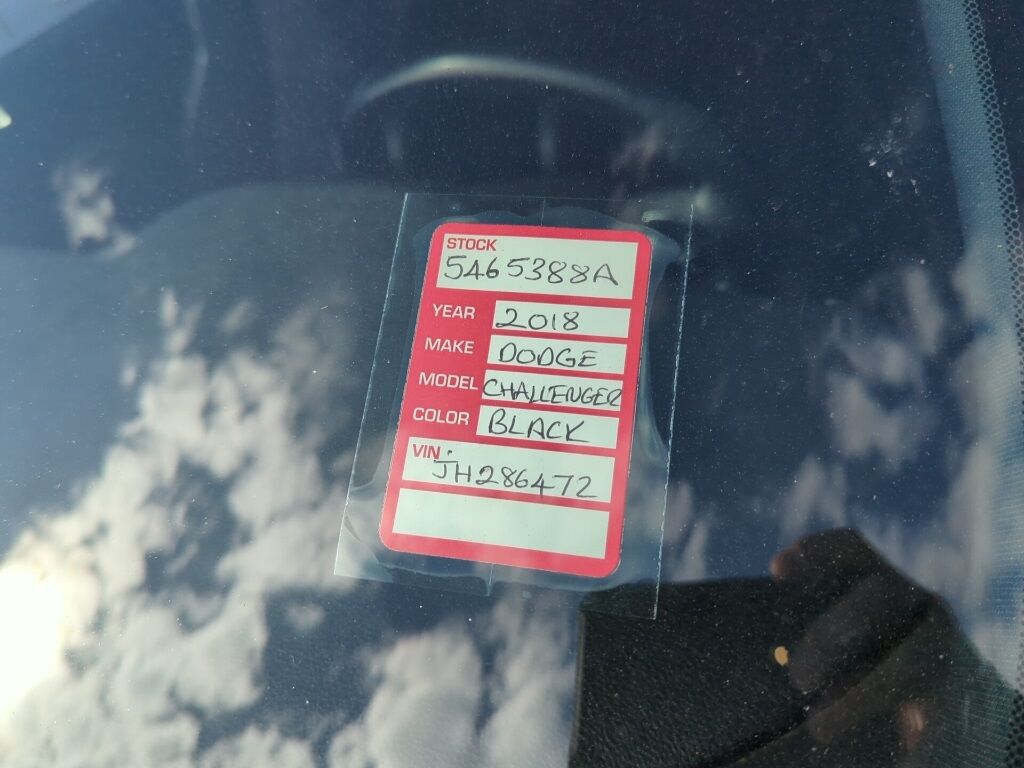 STOCK
5465388A
YEAR 2018
MAKE DODGE
MODEL CHALLENGER
COLOR BLACK
VIN
JH286472